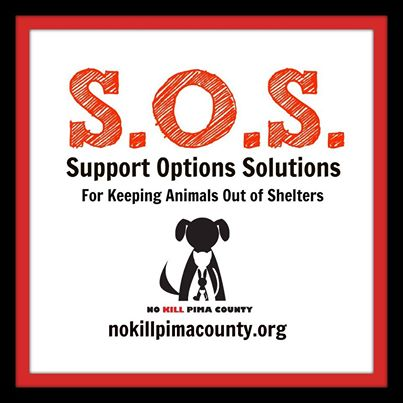 S.O.S.
Support Options Solutions
For Keeping Animals Out of Shelters
NO KILL PIMA COUNTY
nokillpimacounty.org